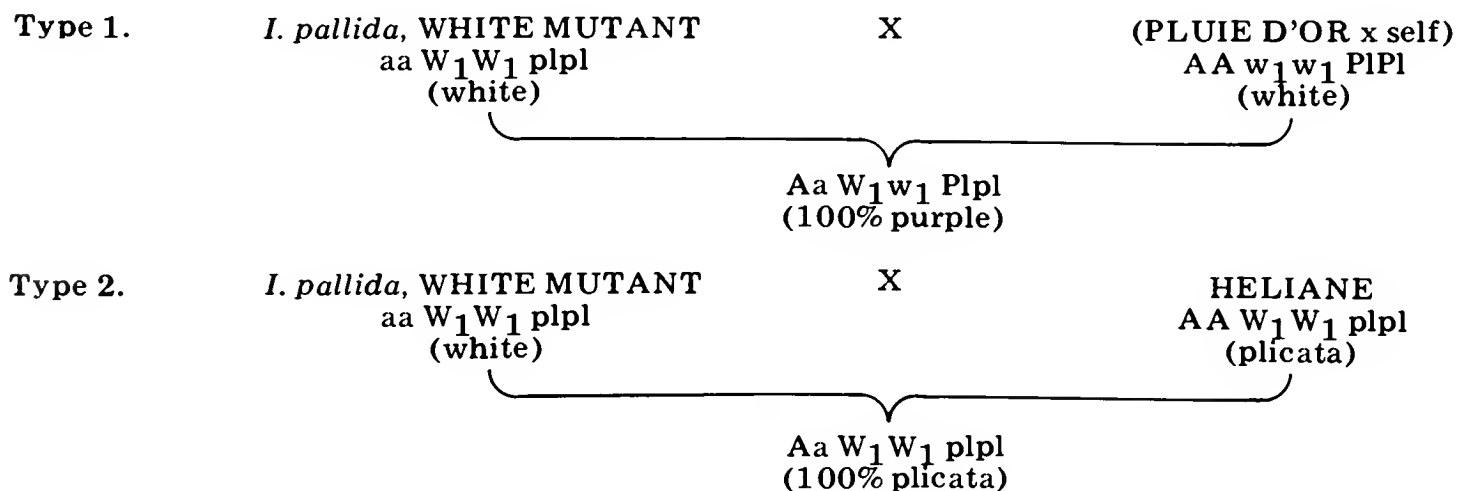 Type 1. I. pallida, WHITE MUTANT X (PLUIE D'OR x self)
aa W1W1 plpl AA w1w1 PlPl
(white) (white)
Aa W1w1 Plpl
(100% purple)
Type 2. I. pallida, WHITE MUTANT X HELIANE
aa W1W1 plpl AA W1W1 plpl
(white) (plicata)
Aa W1W1 plpl
(100% plicata)